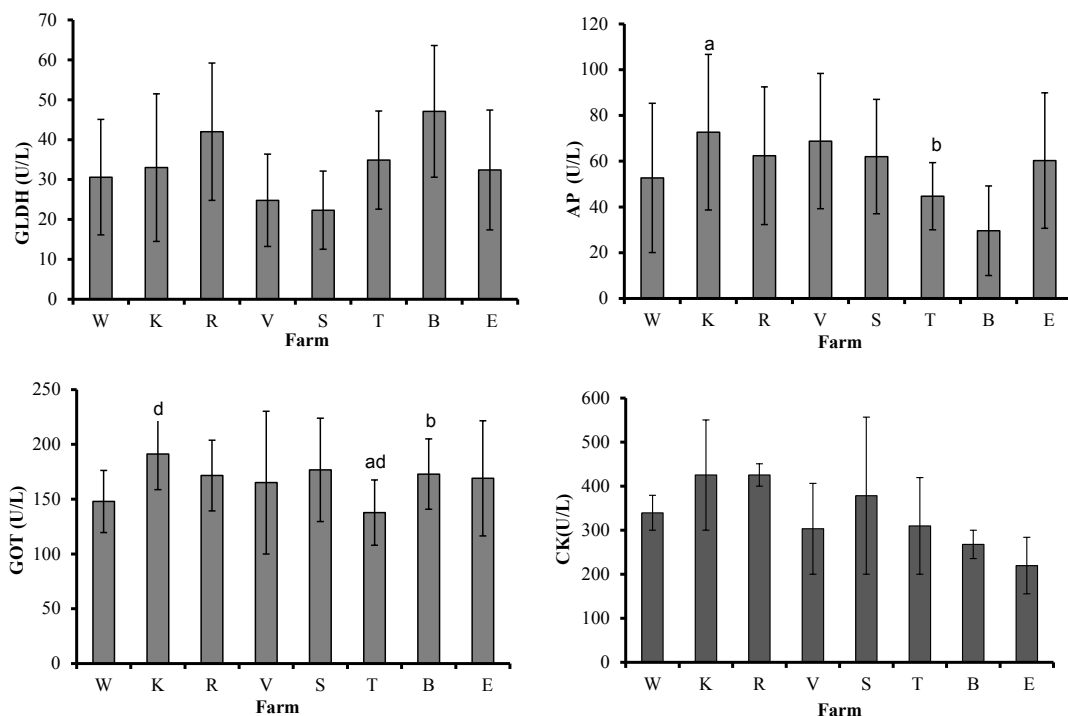 GLDH (U/L)
70
60
50
40
30
20
10
0
W K R V S T B E
Farm
AP (U/L)
120
100
80
60
40
20
0
a
b
W K R V S T B E
Farm
GOT (U/L)
250
200
150
100
50
0
d
ad
b
W K R V S T B E
Farm
CK(U/L)
600
500
400
300
200
100
0
W K R V S T B E
Farm